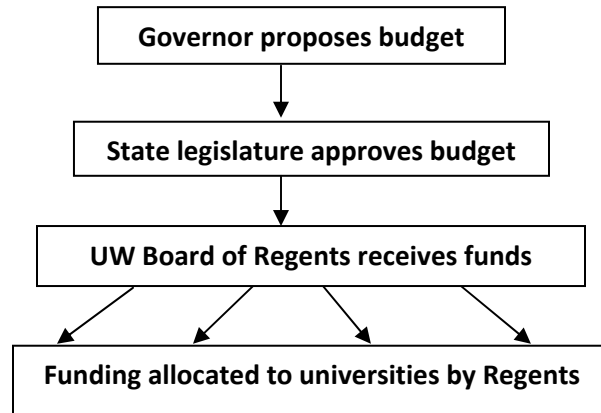 Governor proposes budget
State legislature approves budget
UW Board of Regents receives funds
Funding allocated to universities by Regents